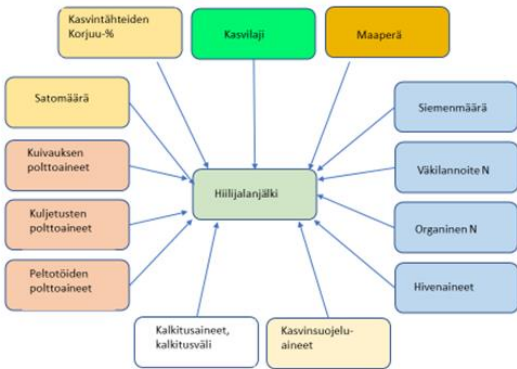 Kasvintähteiden
Korjuu-%
Kasvilaji
Maaperä
Satomäärä
Siemenmäärä
Kuivauksen
polttoaineet
Väkilannoite N
Hiilijalanjälki
Kuljetusten
polttoaineet
Organinen N
Peltotöiden
polttoaineet
Hivenaineet
Kalkitusaineet,
kalkitusväli
Kasvinsuojelu-
aineet